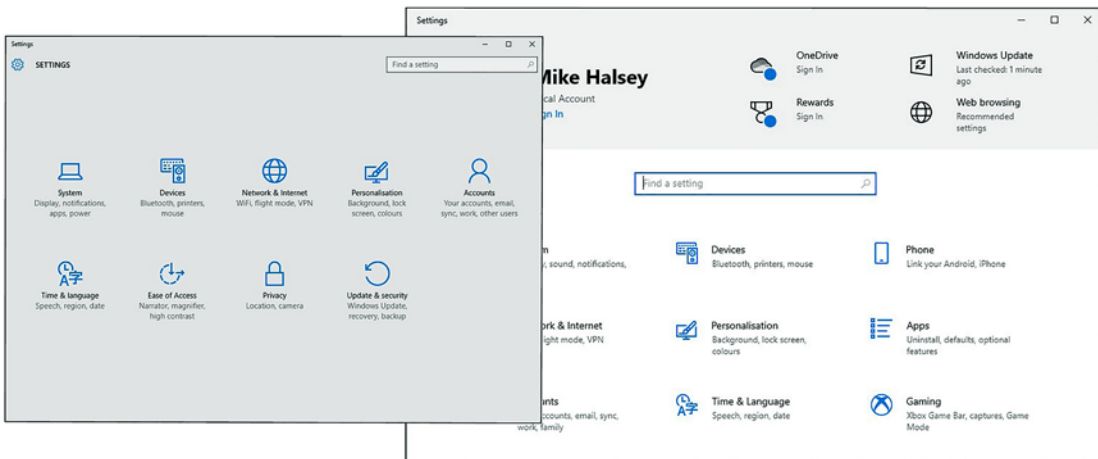 Settings
SETTINGS
Find a setting
System
Display, notifications,
apps, power
Devices
Bluetooth, printers,
mouse
Network & Internet
WiFi, flight mode, VPN
Personalisation
Background, lock
screen, colours
Accounts
Your accounts, email,
sync, work, other users
Time & language
Speech, region, date
Ease of Access
Narrator, magnifier,
high contrast
Privacy
Location, camera
Update & security
Windows Update,
recovery, backup
Settings
Mike Halsey
cal Account
gn In
OneDrive
Sign In
Rewards
Sign In
Windows Update
Last checked: 1 minute
ago
Web browsing
Recommended
settings
Find a setting
m
, sound, notifications,
Devices
Bluetooth, printers, mouse
Phone
Link your Android, iPhone
ork & Internet
ight mode, VPN
Personalisation
Background, lock screen,
colours
Apps
Uninstall, defaults, optional
features
unts
ccounts, email, sync,
work, family
Time & Language
Speech, region, date
Gaming
Xbox Game Bar, captures, Game
Mode